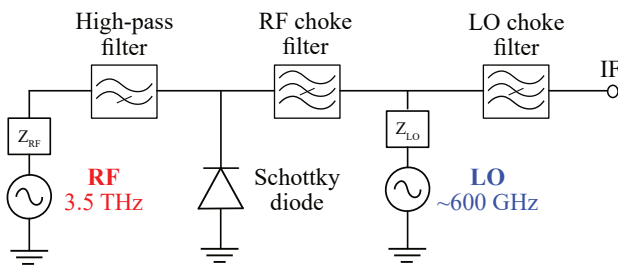 High-pass
filter
RF choke
filter
LO choke
filter
IF
Z_RF
RF
3.5 THz
Schottky
diode
Z_LO
LO
~600 GHz